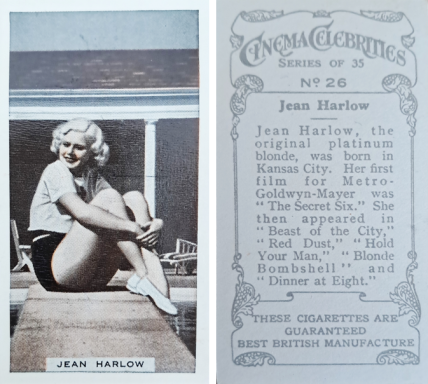 JEAN HARLOW
CINEMA CELEBRITIES
SERIES OF 35
No 26
Jean Harlow
Jean Harlow, the
original platinum
blonde, was born in
Kansas City. Her first
film for Metro-
Goldwyn-Mayer was
"The Secret Six." She
then appeared in
"Beast of the City,"
"Red Dust," "Hold
Your Man," "Blonde
Bombshell" and
"Dinner at Eight."
THESE CIGARETTES ARE
GUARANTEED
BEST BRITISH MANUFACTURE